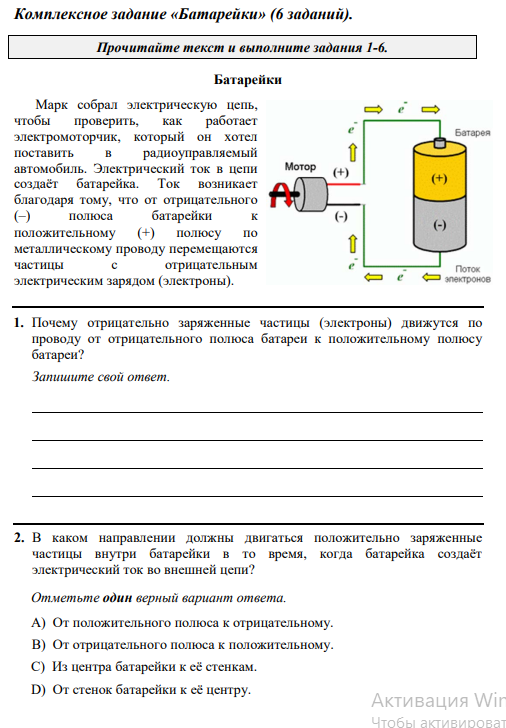 Комплексное задание «Батарейки» (6 заданий).
Прочитайте текст и выполните задания 1-6.
Батарейки
Марк собрал электрическую цепь,
чтобы проверить, как работает
электромоторчик, который он хотел
поставить в радиоуправляемый
автомобиль. Электрический ток в цепи
создаёт батарейка. Ток возникает
благодаря тому, что от отрицательного
(–) полюса батарейки к
положительному (+) полюсу по
металлическому проводу перемещаются
частицы с отрицательным
электрическим зарядом (электроны).
e-
e-
Батарея
Мотор
(+)
(+)
(-)
(-)
e-
e-
Поток
электронов
1. Почему отрицательно заряженные частицы (электроны) движутся по
проводу от отрицательного полюса батареи к положительному полюсу
батареи?
Запишите свой ответ.
2. В каком направлении должны двигаться положительно заряженные
частицы внутри батарейки в то время, когда батарейка создаёт
электрический ток во внешней цепи?
Отметьте один верный вариант ответа.
A) От положительного полюса к отрицательному.
B) От отрицательного полюса к положительному.
C) Из центра батарейки к её стенкам.
D) От стенок батарейки к её центру.
Активация Win
Чтобы активироват